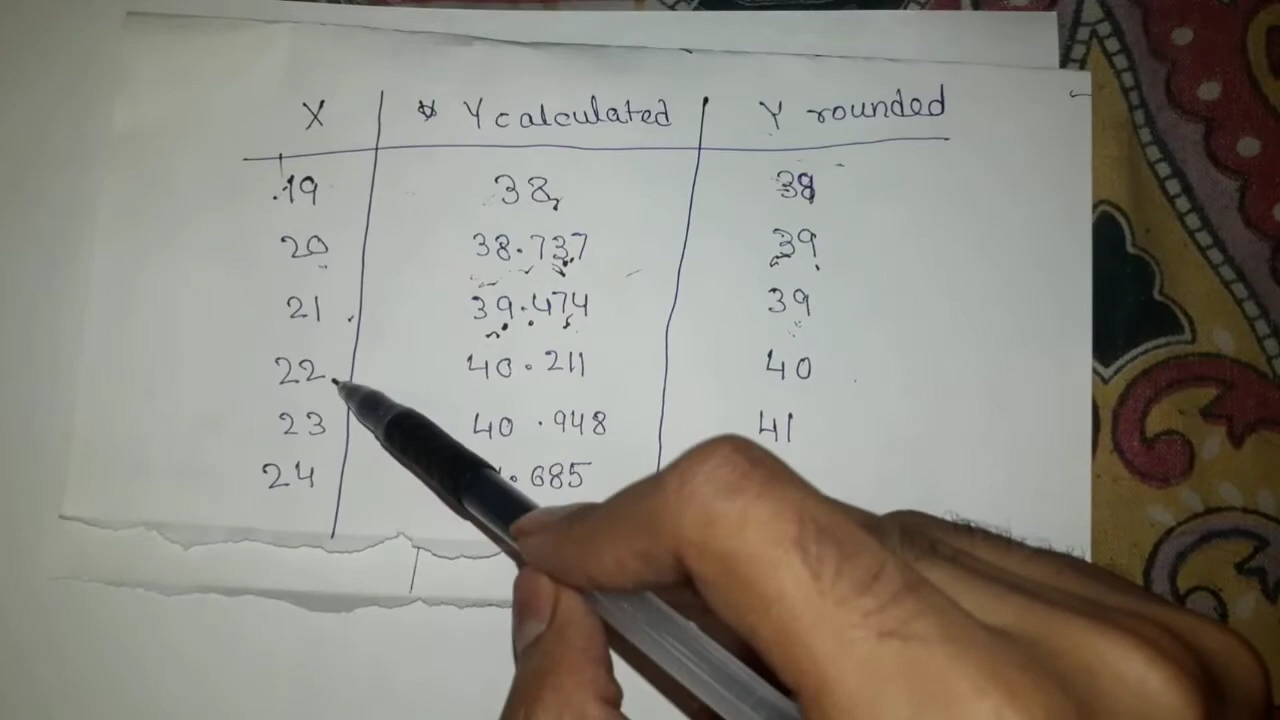 X Y calculated Y rounded
19 38
20 38.737 39
21 39.474 39
22 40.211 40
23 40.948 41
24 .685